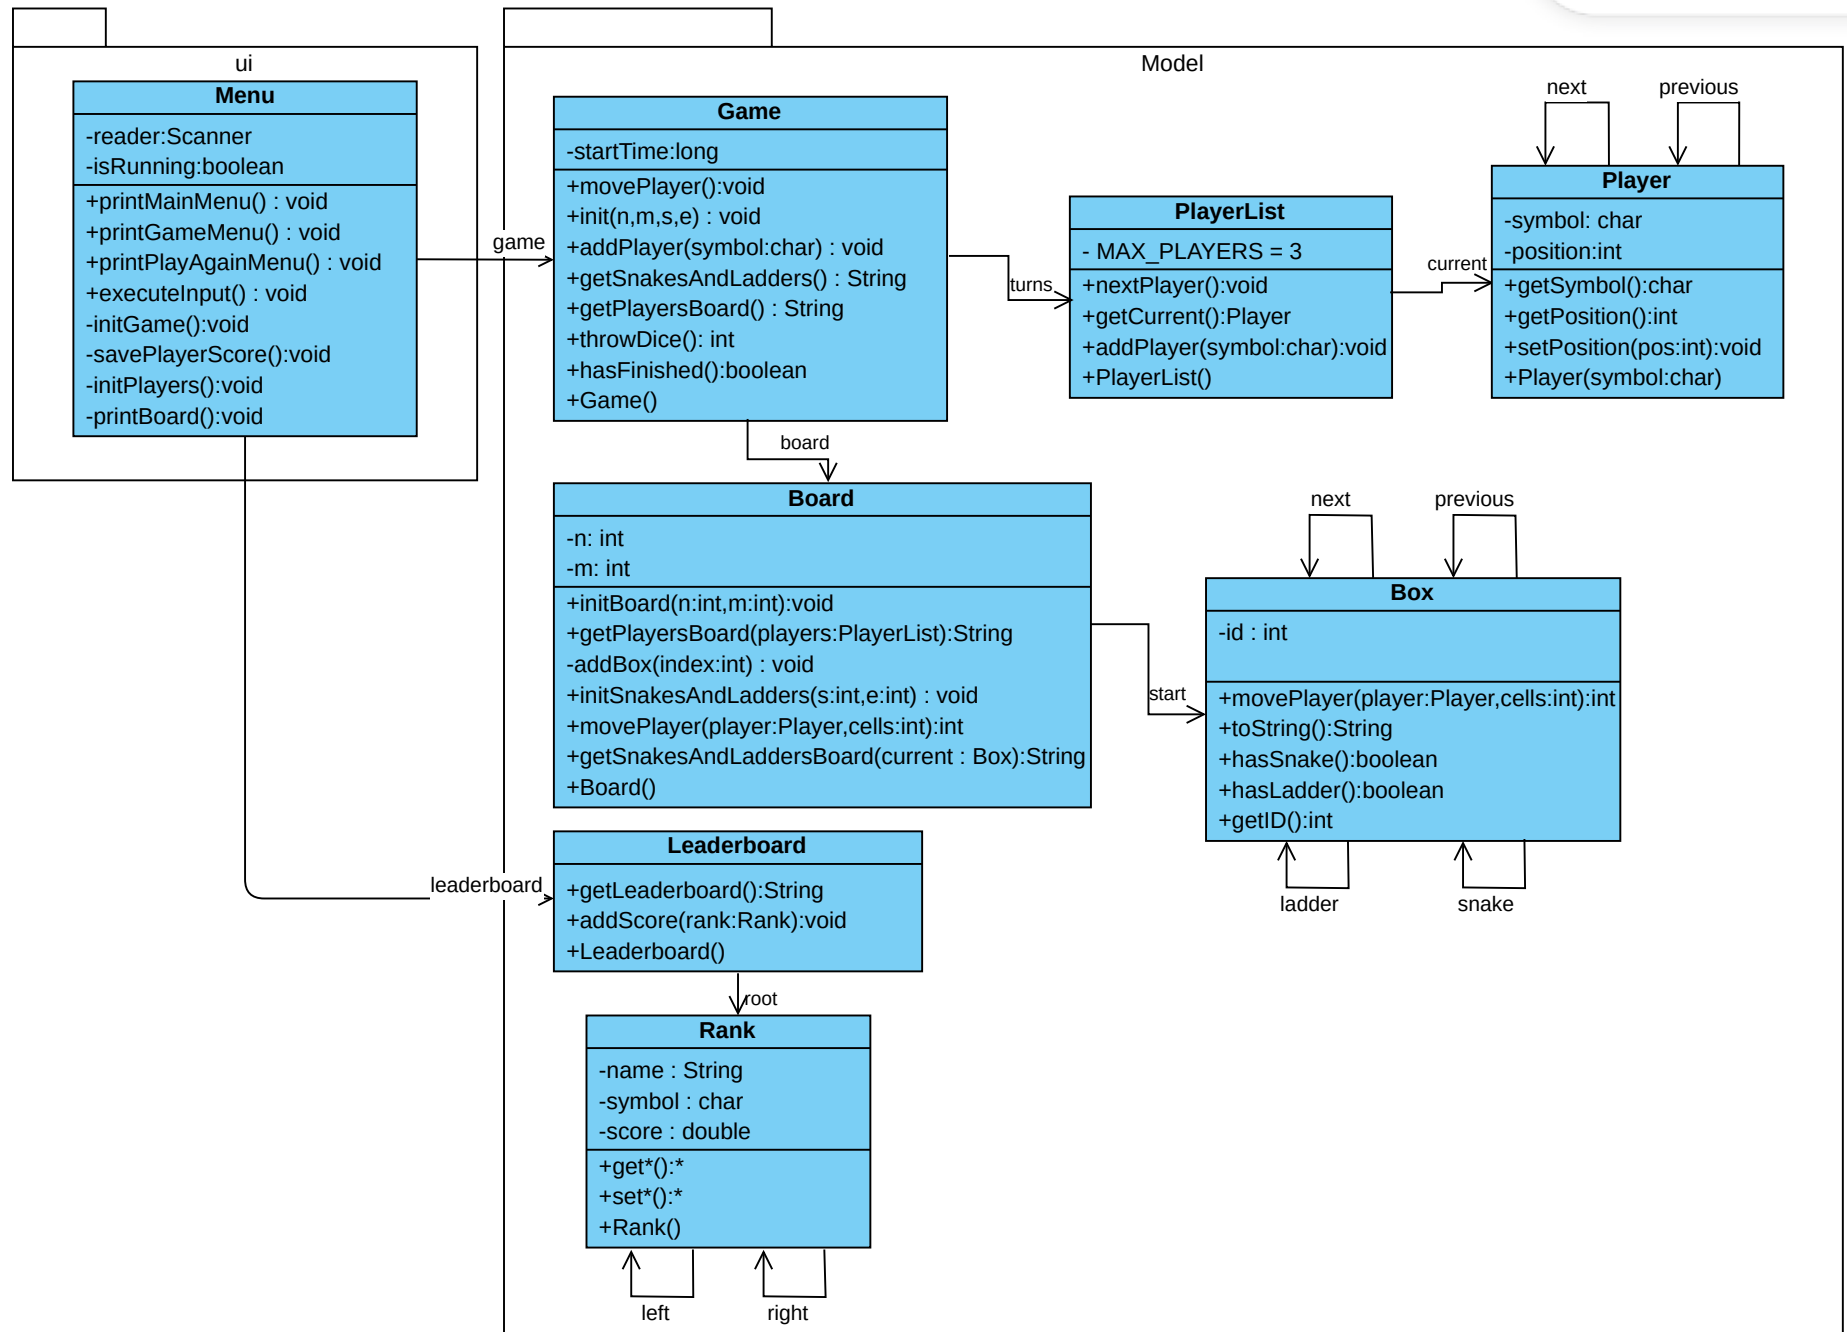 ui
Menu
-reader:Scanner
-isRunning:boolean
+printMainMenu() : void
+printGameMenu() : void
+printPlayAgainMenu() : void
+executeInput() : void
-initGame():void
-savePlayerScore():void
-initPlayers():void
-printBoard():void
game
leaderboard
Model
Game
-startTime:long
+movePlayer():void
+init(n,m,s,e) : void
+addPlayer(symbol:char) : void
+getSnakesAndLadders() : String
+getPlayersBoard() : String
+throwDice(): int
+hasFinished():boolean
+Game()
turns
PlayerList
- MAX_PLAYERS = 3
+nextPlayer():void
+getCurrent():Player
+addPlayer(symbol:char):void
+PlayerList()
current
next
previous
Player
-symbol: char
-position:int
+getSymbol():char
+getPosition():int
+setPosition(pos:int):void
+Player(symbol:char)
board
Board
-n: int
-m: int
+initBoard(n:int,m:int):void
+getPlayersBoard(players:PlayerList):String
-addBox(index:int) : void
+initSnakesAndLadders(s:int,e:int) : void
+movePlayer(player:Player,cells:int):int
+getSnakesAndLaddersBoard(current : Box):String
+Board()
start
next
previous
Box
-id : int
+movePlayer(player:Player,cells:int):int
+toString():String
+hasSnake():boolean
+hasLadder():boolean
+getID():int
ladder
snake
Leaderboard
+getLeaderboard():String
+addScore(rank:Rank):void
+Leaderboard()
root
Rank
-name : String
-symbol : char
-score : double
+get*():*
+set*():*
+Rank()
left
right